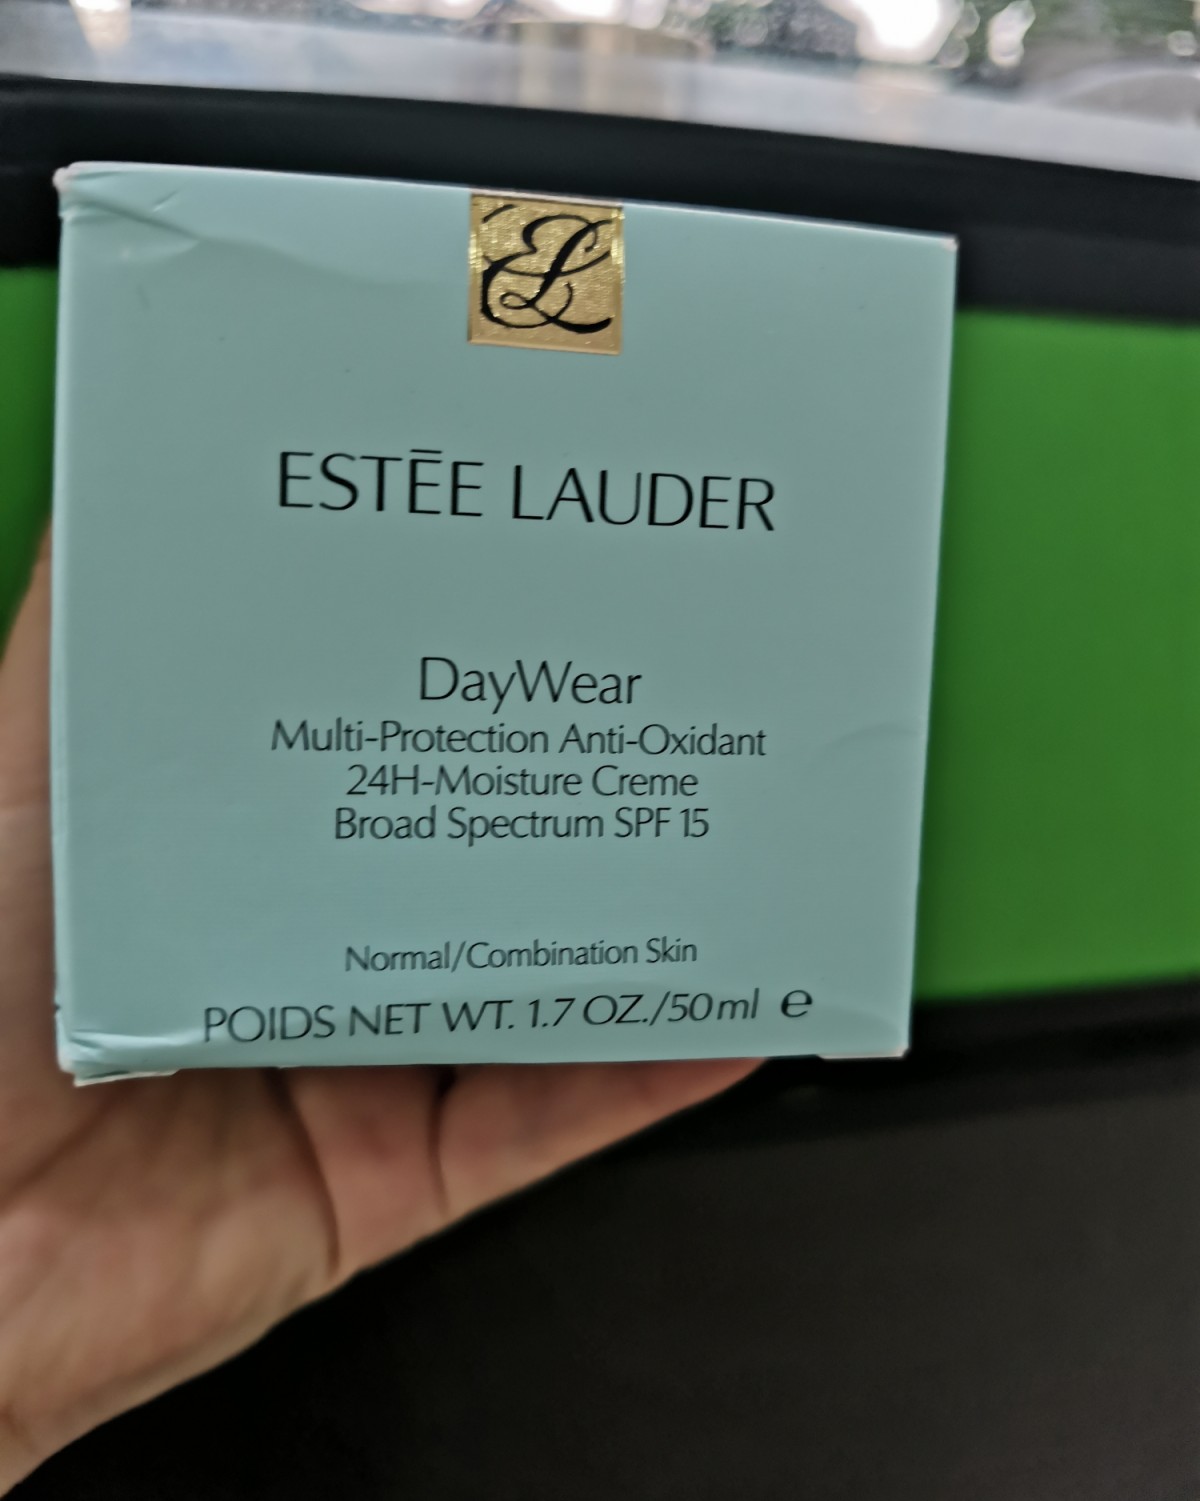 EL
ESTĒE LAUDER
DayWear
Multi-Protection Anti-Oxidant
24H-Moisture Creme
Broad Spectrum SPF 15
Normal/Combination Skin
POIDS NET WT. 1.7 OZ./50ml ℮